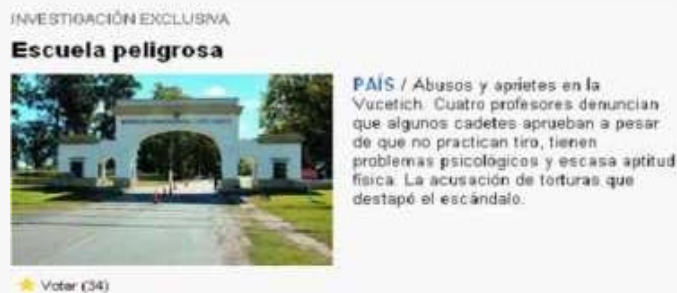 INVESTIGACIÓN EXCLUSIVA
Escuela peligrosa
PAÍS / Abusos y aprietes en la
Vucetich. Cuatro profesores denuncian
que algunos cadetes aprueban a pesar
de que no practican tiro, tienen
problemas psicológicos y escasa aptitud
física. La acusación de torturas que
destapó el escándalo.
Votar (34)